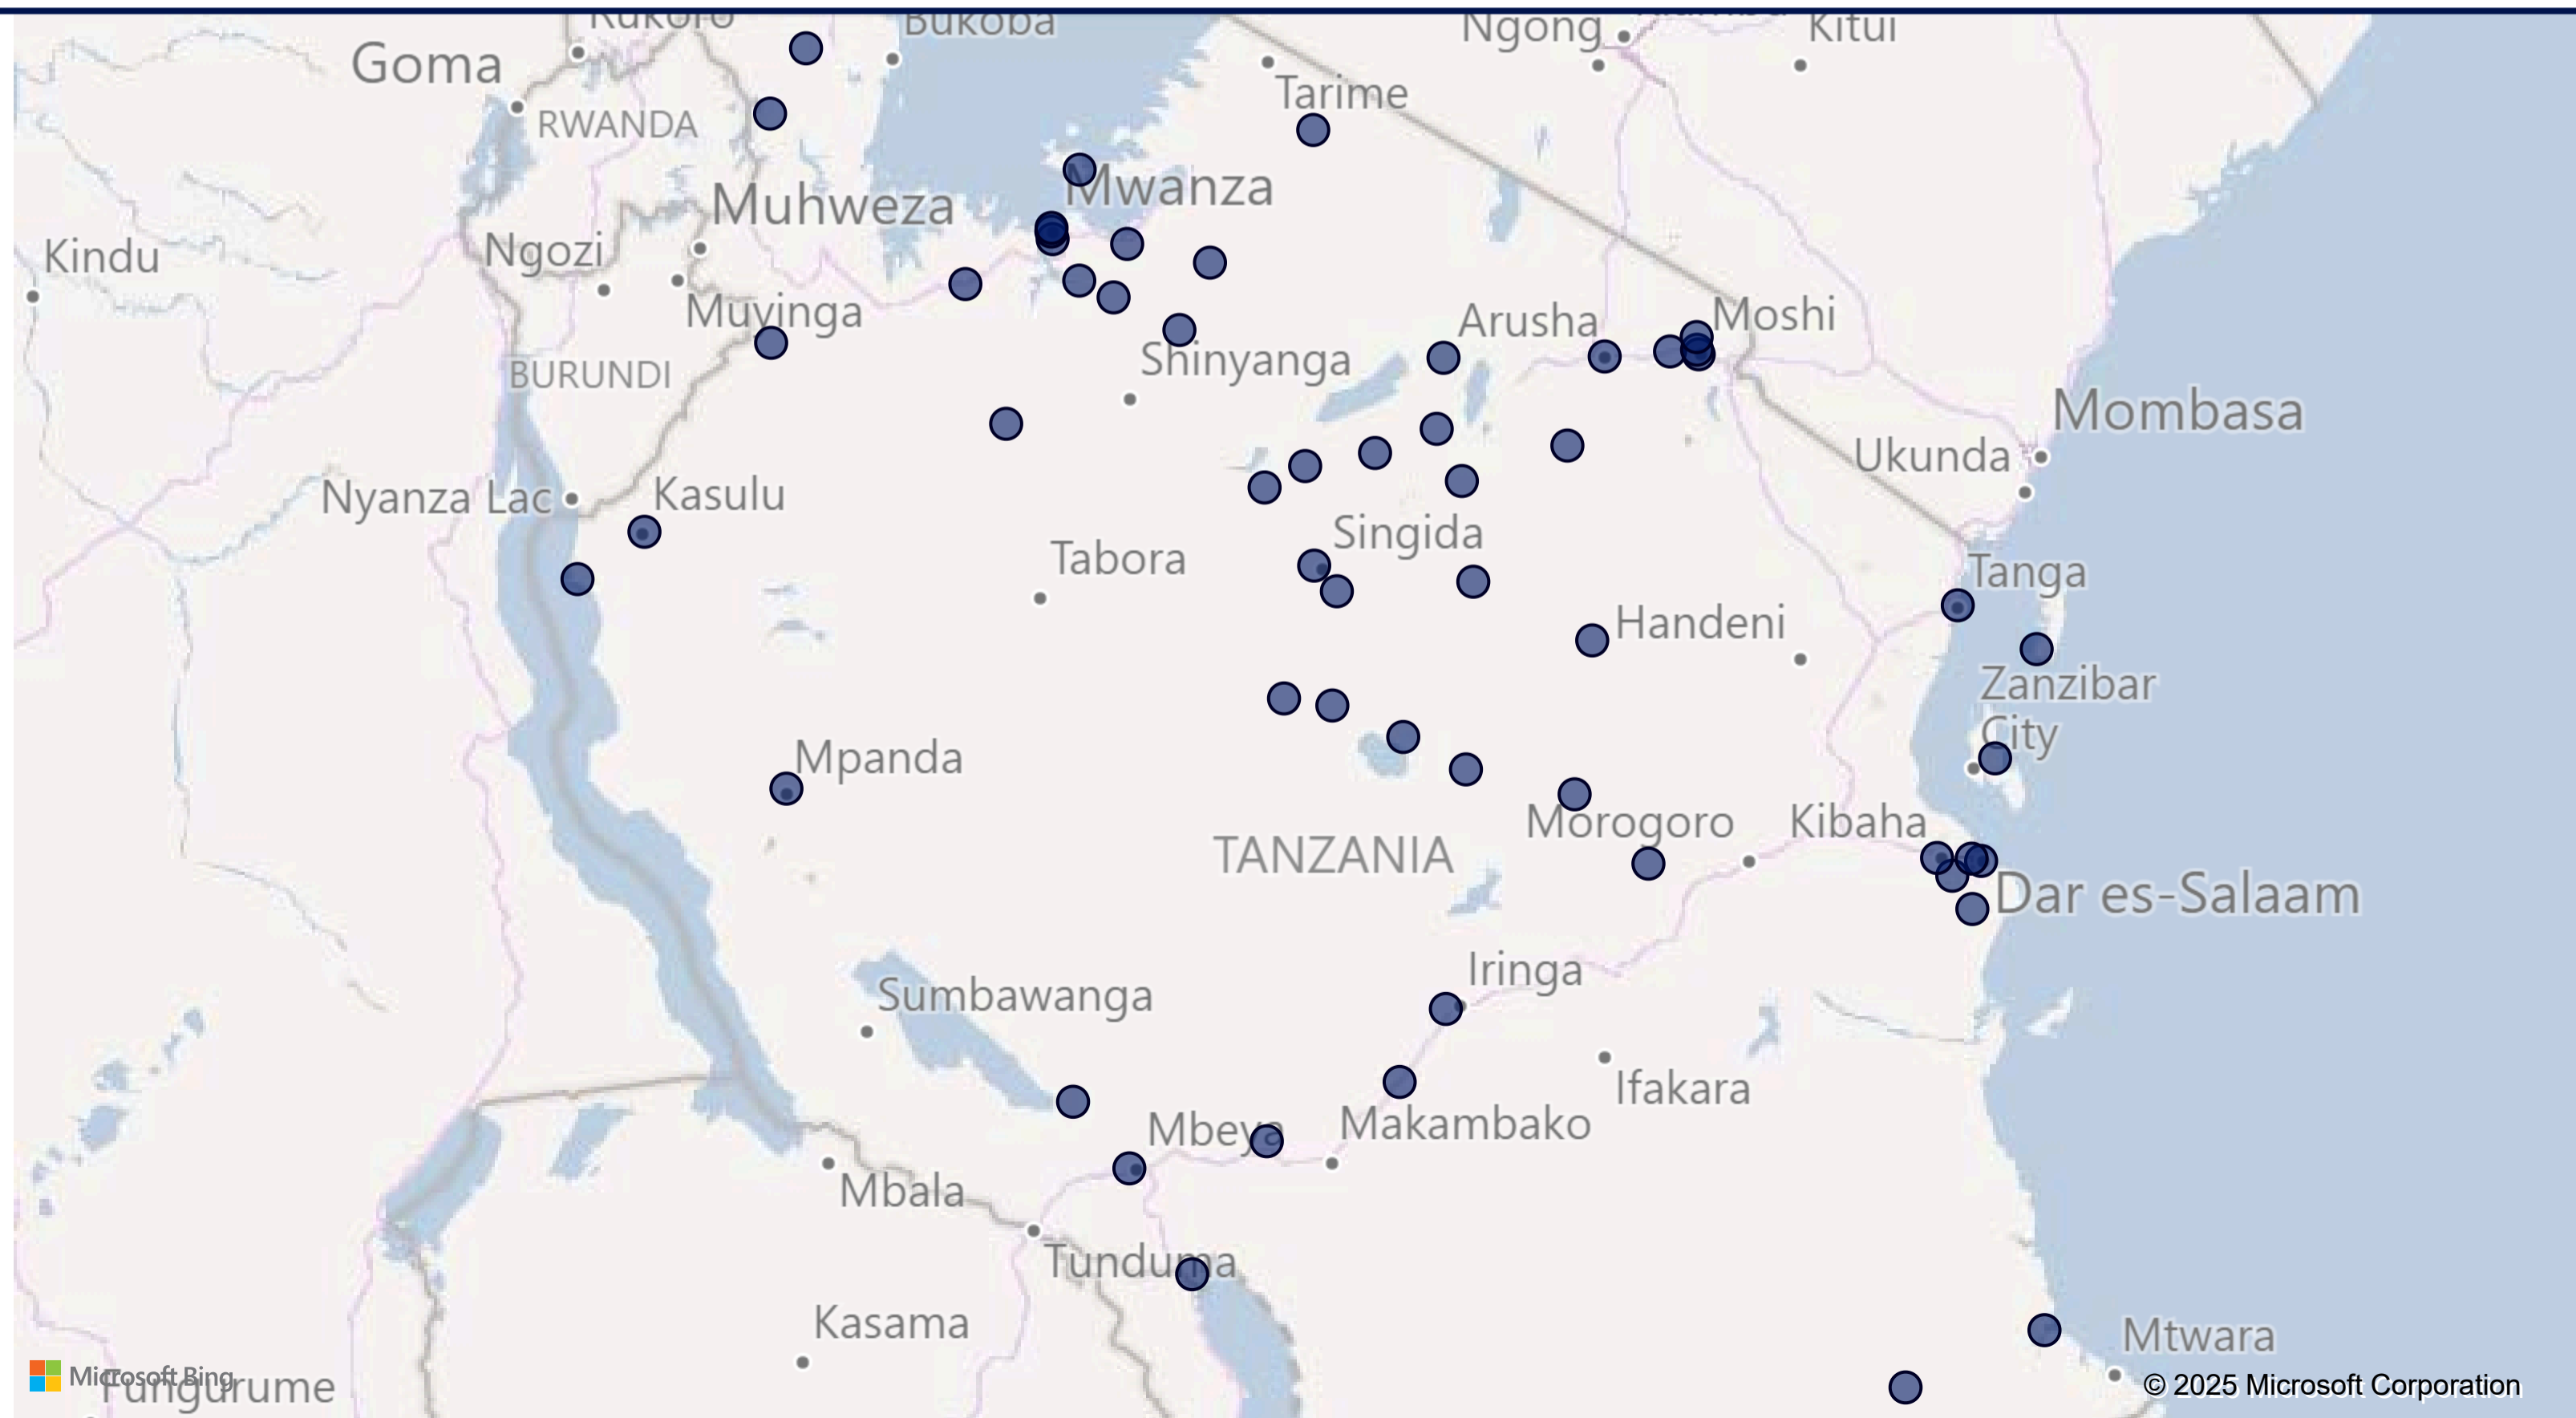 Rukoro
Bukoba
Ngong
Kitui
Goma
Tarime
RWANDA
Mwanza
Muhweza
Ngozi
Kindu
Muyinga
Arusha
Moshi
Shinyanga
BURUNDI
Mombasa
Ukunda
Nyanza Lac
Kasulu
Singida
Tabora
Tanga
Handeni
Zanzibar
City
Mpanda
Morogoro
Kibaha
TANZANIA
Dar es-Salaam
Iringa
Sumbawanga
Ifakara
Mbeya
Makambako
Mbala
Tunduma
Kasama
Mtwara
Microsoft Bing
Fungurume
© 2025 Microsoft Corporation